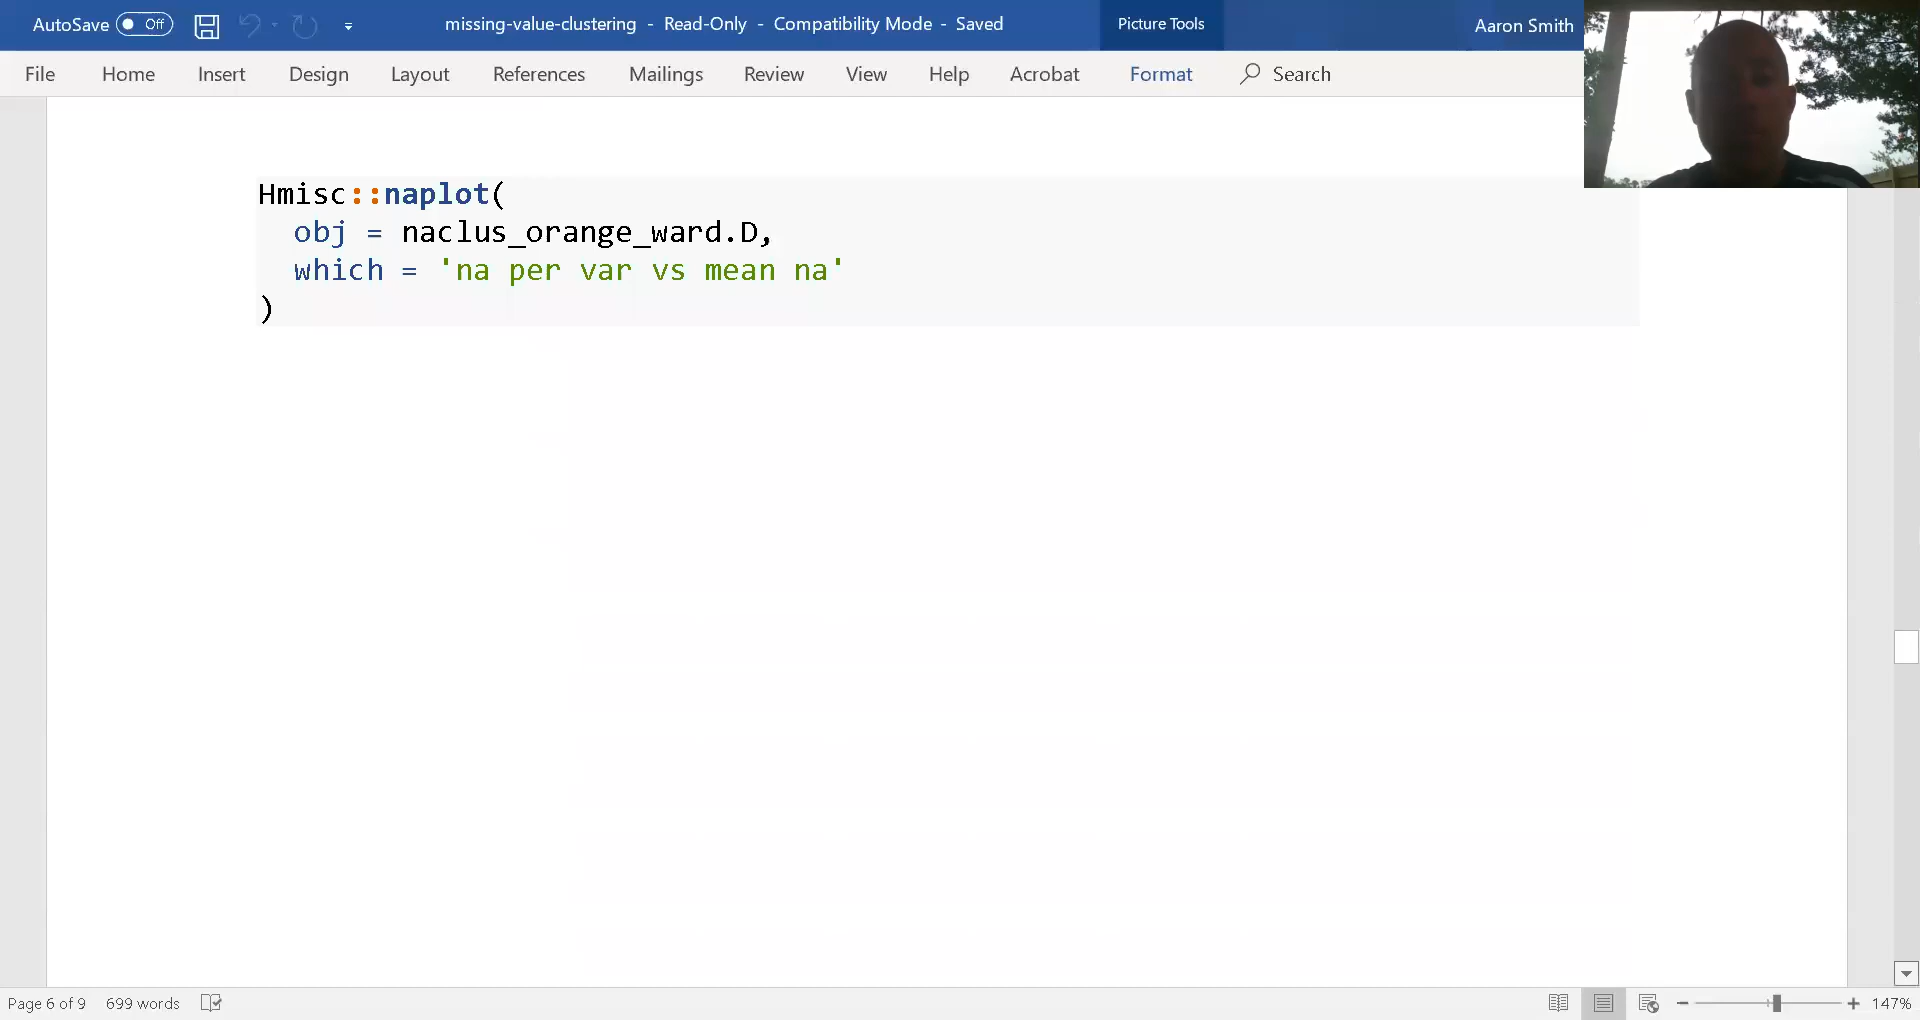 AutoSave Off
missing-value-clustering - Read-Only - Compatibility Mode - Saved
Picture Tools
Aaron Smith
File Home Insert Design Layout References Mailings Review View Help Acrobat Format Search
Hmisc::naplot(
obj = naclus_orange_ward.D,
which = 'na per var vs mean na'
)
Page 6 of 9 699 words
147%